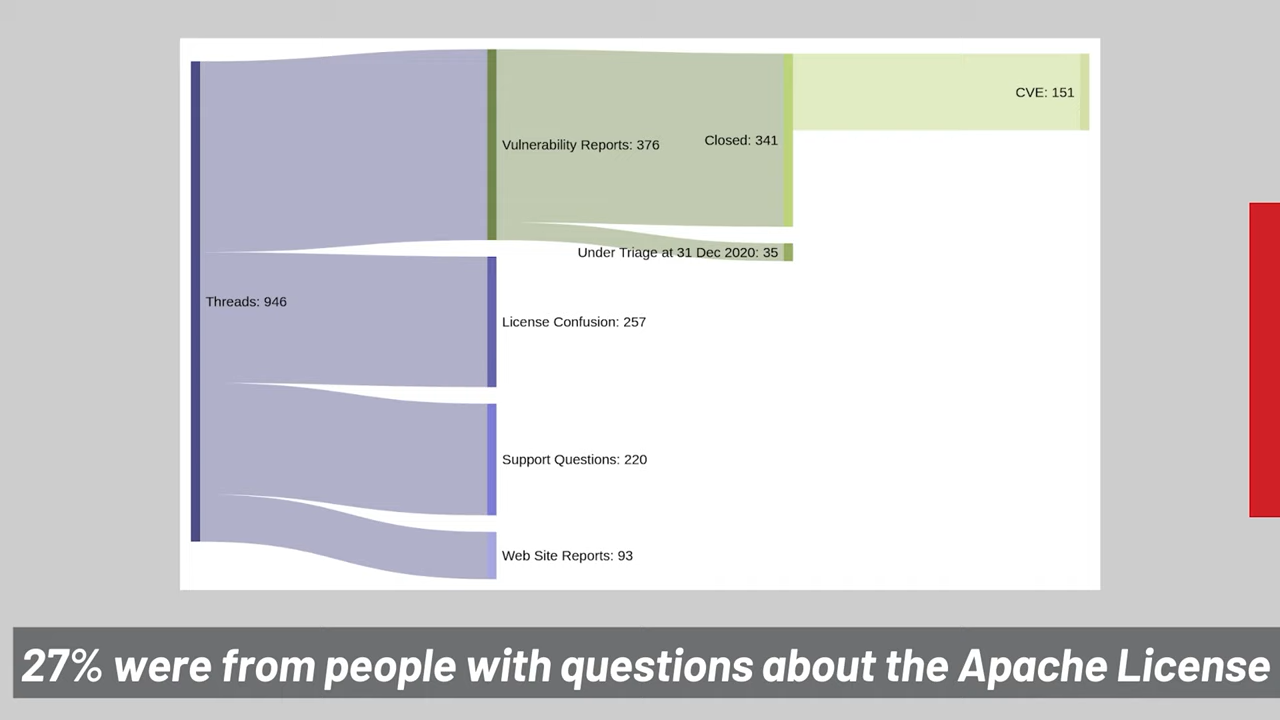 CVE: 151
Closed: 341
Vulnerability Reports: 376
Under Triage at 31 Dec 2020: 35
Threads: 946
License Confusion: 257
Support Questions: 220
Web Site Reports: 93
27% were from people with questions about the Apache License